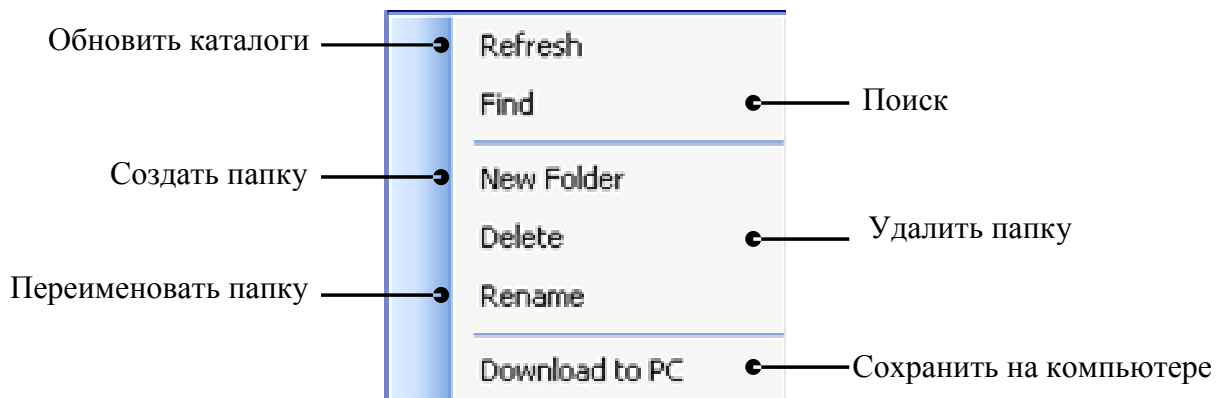 Обновить каталоги
Refresh
Find
Поиск
Создать папку
New Folder
Delete
Удалить папку
Переименовать папку
Rename
Download to PC
Сохранить на компьютере